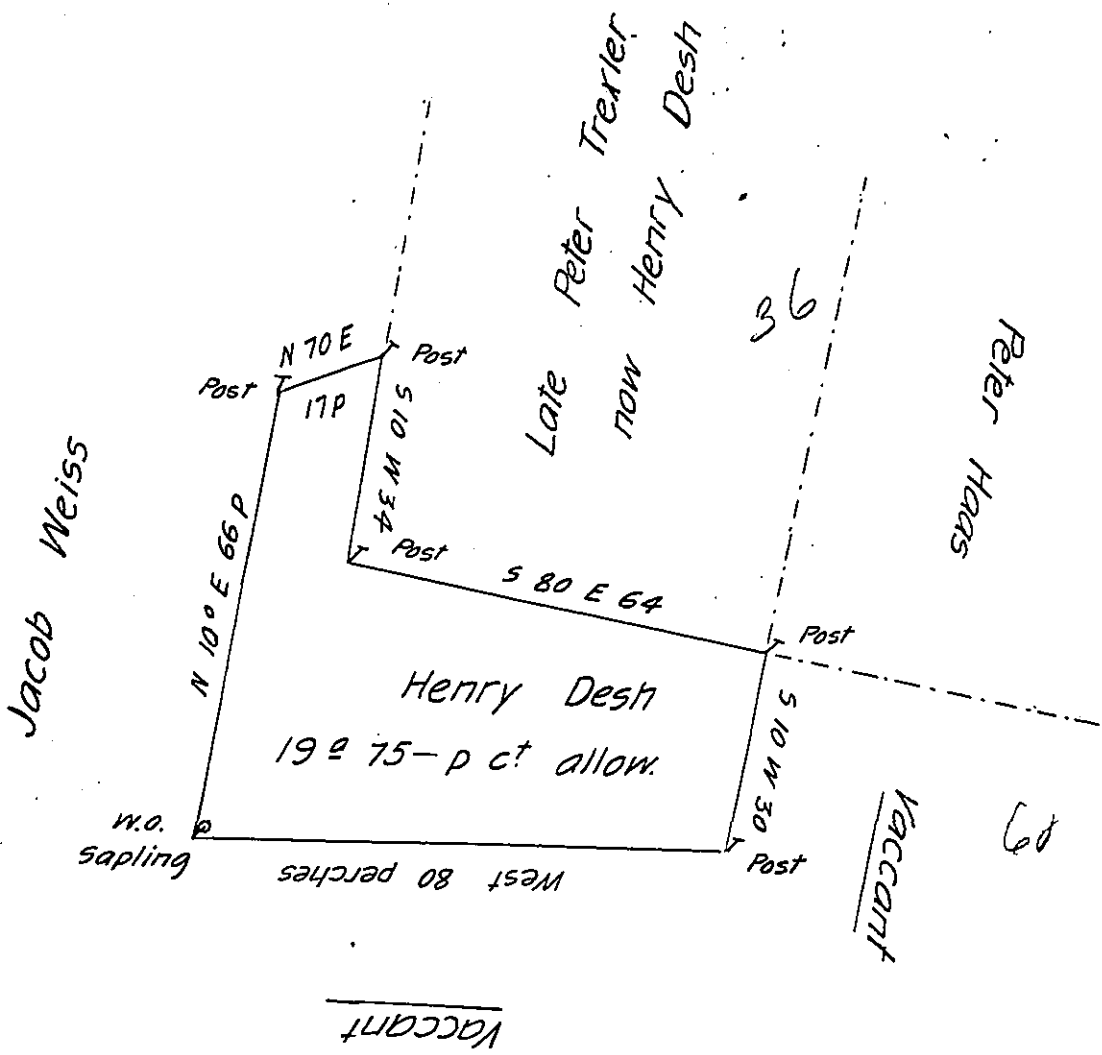 Late Peter Trexler
now Henry Desh
36
Peter Haas
N 70 E
17P
Post
Post
S 10 W 34
Jacob Weiss
N 10° E 66 P
Post
S 80 E 64
Post
Henry Desh
19 a 75- p ct allow.
S 10 W 30
W.O.
sapling
West 80 perches
Post
Vaccant
Vaccant